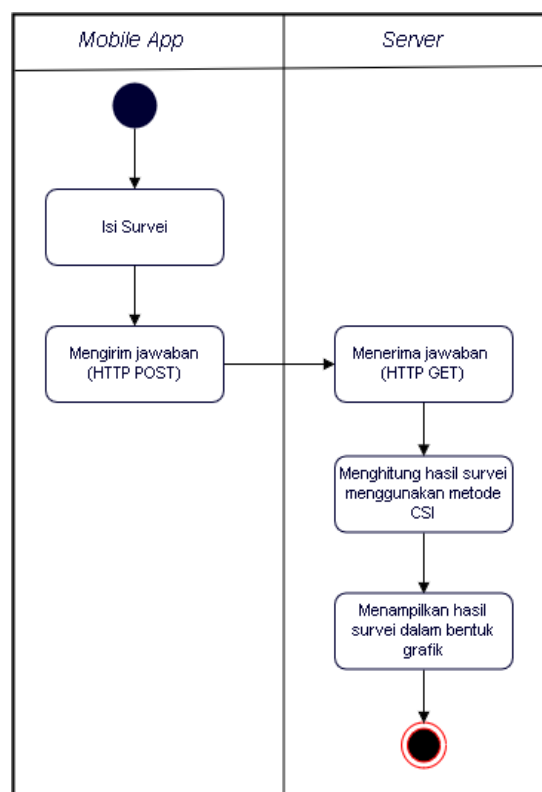 Mobile App
Server
Isi Survei
Mengirim jawaban
(HTTP POST)
Menerima jawaban
(HTTP GET)
Menghitung hasil survei
menggunakan metode
CSI
Menampilkan hasil
survei dalam bentuk
grafik